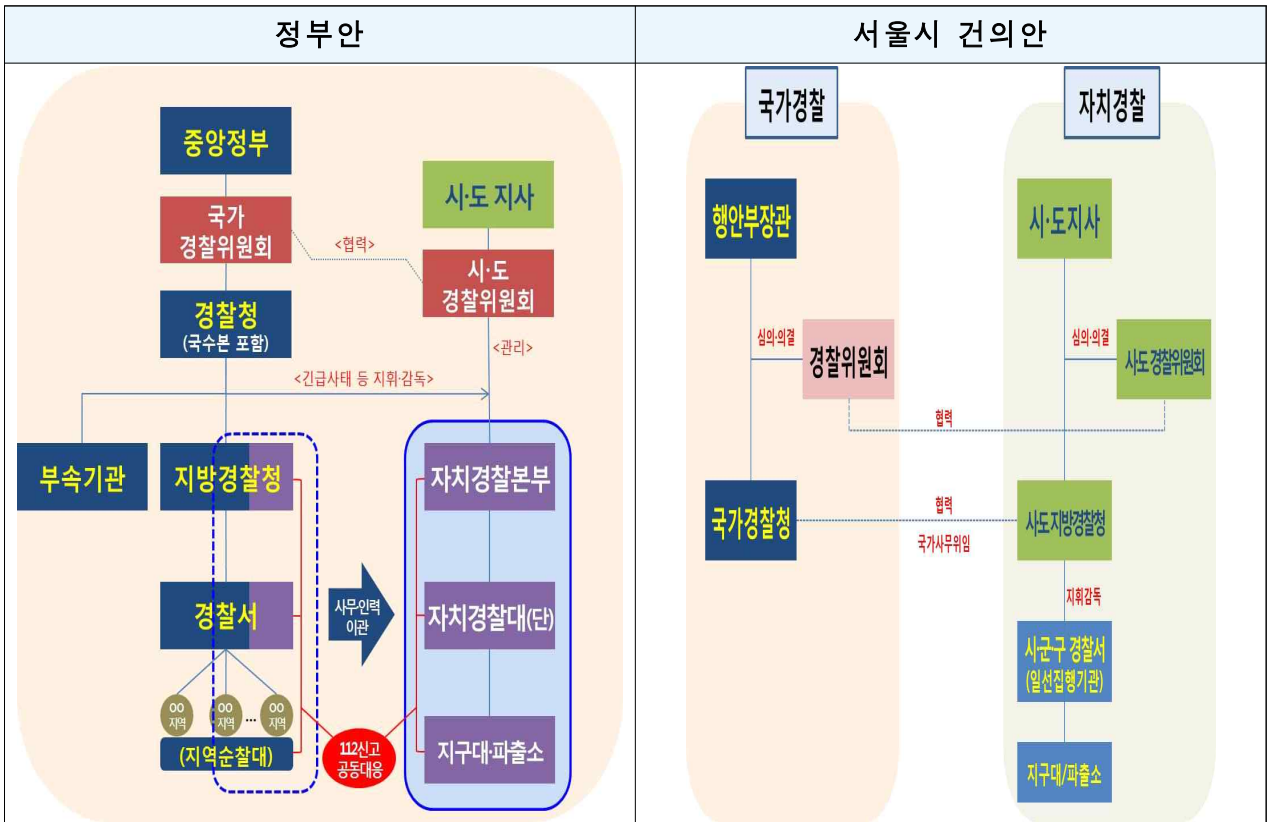 정부안
서울시 건의안
중앙정부
국가
경찰위원회
시·도 지사
<협력>
시·도
경찰위원회
경찰청
(국수본 포함)
<관리>
<긴급사태 등 지휘·감독>
부속기관
지방경찰청
자치경찰본부
경찰서
사무·인력
이관
자치경찰대(단)
OO
지역
OO
지역
...
OO
지역
(지역순찰대)
112신고
공동대응
지구대·파출소
국가경찰
자치경찰
행안부장관
시·도지사
심의·의결
경찰위원회
심의·의결
시·도 경찰위원회
협력
국가경찰청
협력
국가사무위임
시·도 지방경찰청
지휘감독
시·군·구 경찰서
(일선집행기관)
지구대/파출소